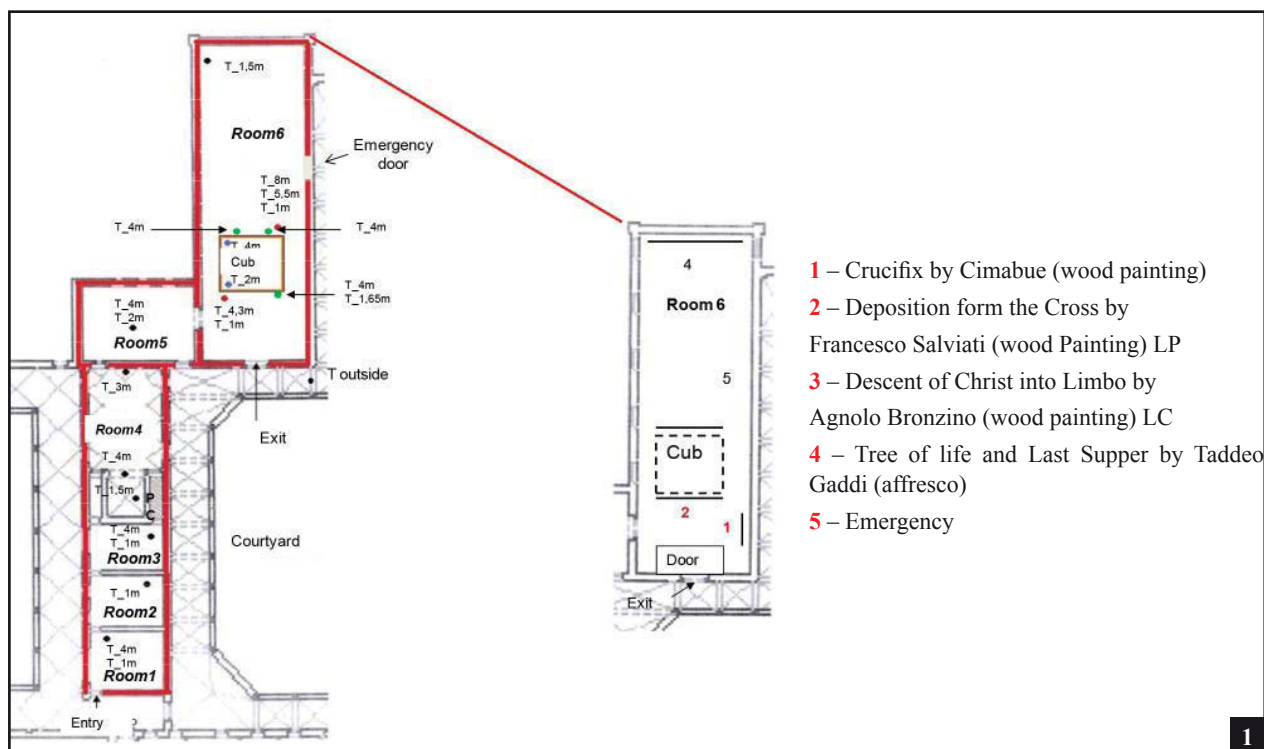 T_1,5m
Room6
Emergency
door
T_8m
T_5,5m
T_1m
T_4m
T_4m
T_4m
Cub
T_2m
T_4m
T_1,65m
T_4,3m
T_1m
T_4m
T_2m
Room5
T outside
T_3m
Room4
Exit
T_4m
T_1,5m
P
C
T_4m
T_1m
Room3
Courtyard
T_1m
Room2
T_4m
T_1m
Room1
Entry
4
Room 6
5
Cub
2
1
Door
Exit
1 – Crucifix by Cimabue (wood painting)
2 – Deposition form the Cross by
Francesco Salviati (wood Painting) LP
3 – Descent of Christ into Limbo by
Agnolo Bronzino (wood painting) LC
4 – Tree of life and Last Supper by Taddeo
Gaddi (affresco)
5 – Emergency
1